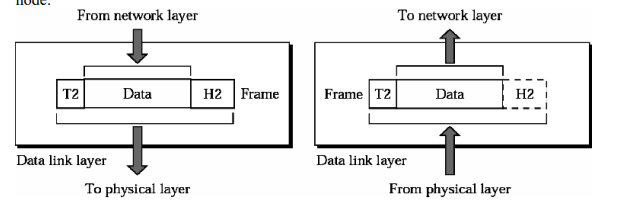 node.
From network layer
To network layer
T2 Data H2 Frame
Frame T2 Data H2
Data link layer
Data link layer
To physical layer
From physical layer